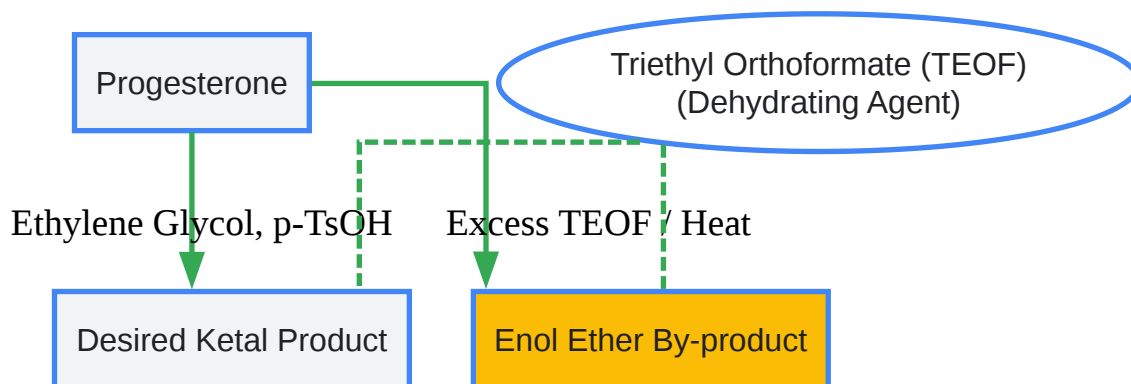 Progesterone
Triethyl Orthoformate (TEOF)
(Dehydrating Agent)
Ethylene Glycol, p-TsOH
Excess TEOF / Heat
Desired Ketal Product
Enol Ether By-product